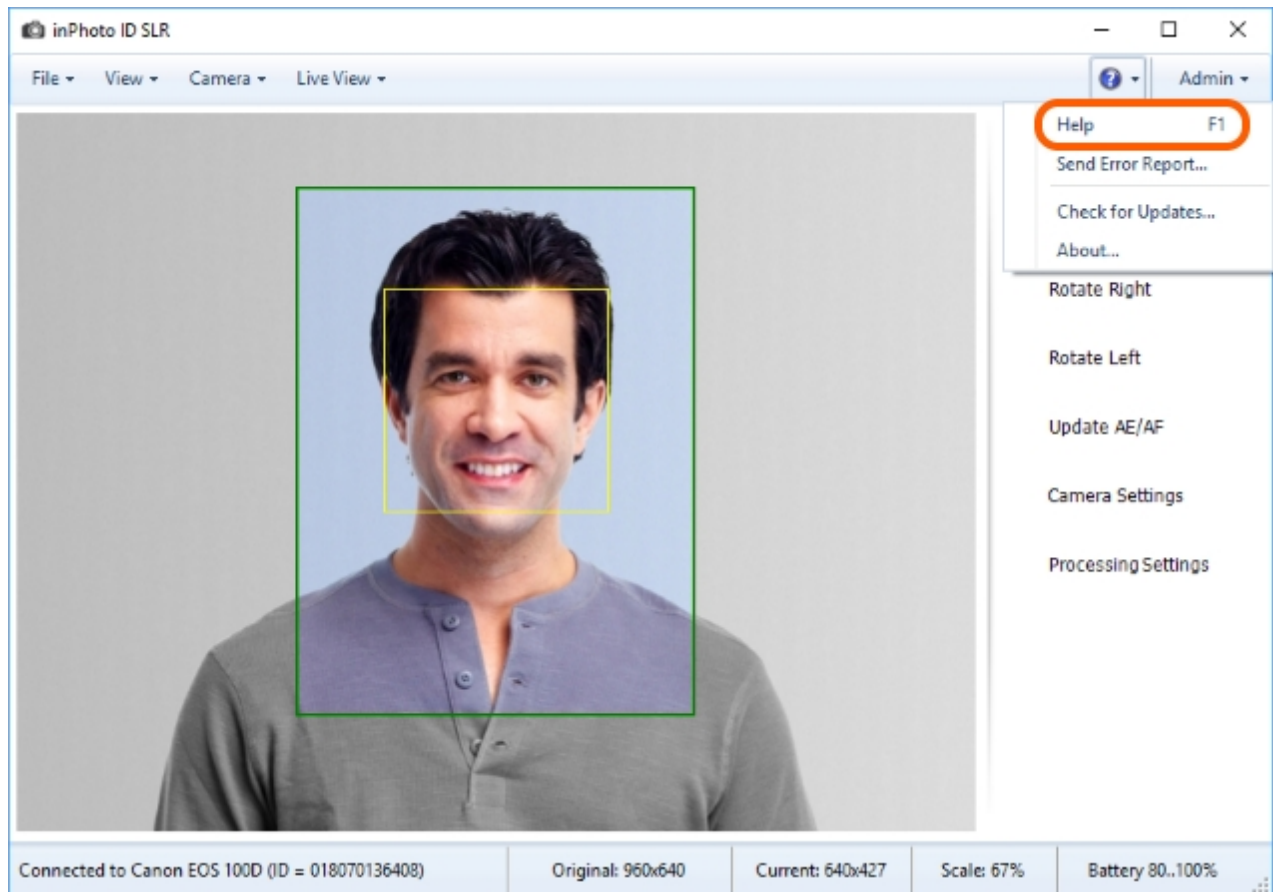 inPhoto ID SLR
File View Camera Live View Admin
Help F1
Send Error Report...
Check for Updates...
About...
Rotate Right
Rotate Left
Update AE/AF
Camera Settings
Processing Settings
Connected to Canon EOS 100D (ID = 018070136408) Original: 960x640 Current: 640x427 Scale: 67% Battery 80..100%